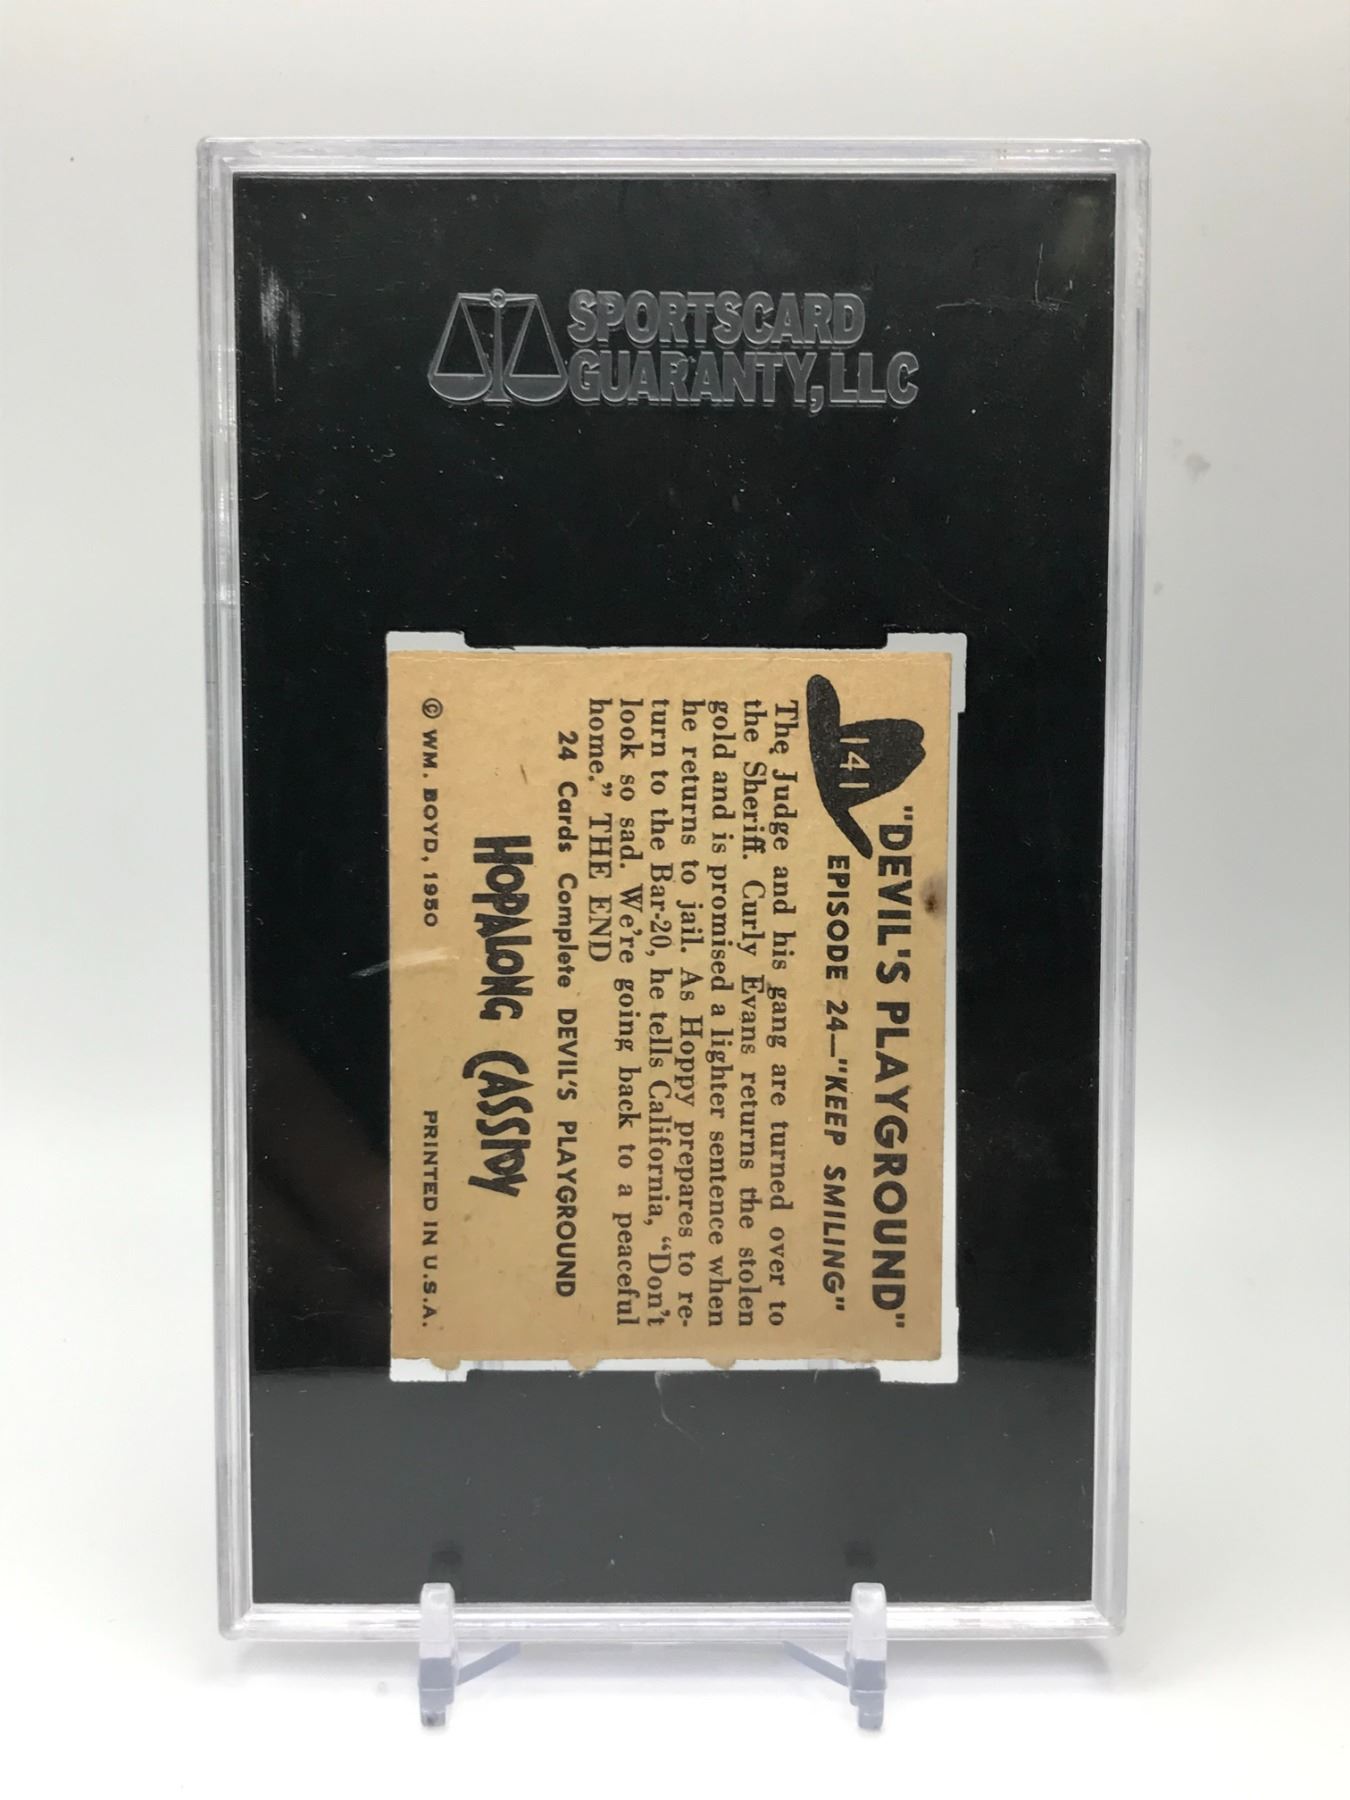 SPORTSCARD
GUARANTY, LLC
141
"DEVIL'S PLAYGROUND"
EPISODE 24—"KEEP SMILING"
The Judge and his gang are turned over to
the Sheriff. Curly Evans returns the stolen
gold and is promised a lighter sentence when
he returns to jail. As Hoppy prepares to re-
turn to the Bar-20, he tells California, “Don't
look so sad. We're going back to a peaceful
home.” THE END
24 Cards Complete DEVIL'S PLAYGROUND
HOPALONG CASSIDY
© WM. BOYD, 1950 PRINTED IN U.S.A.